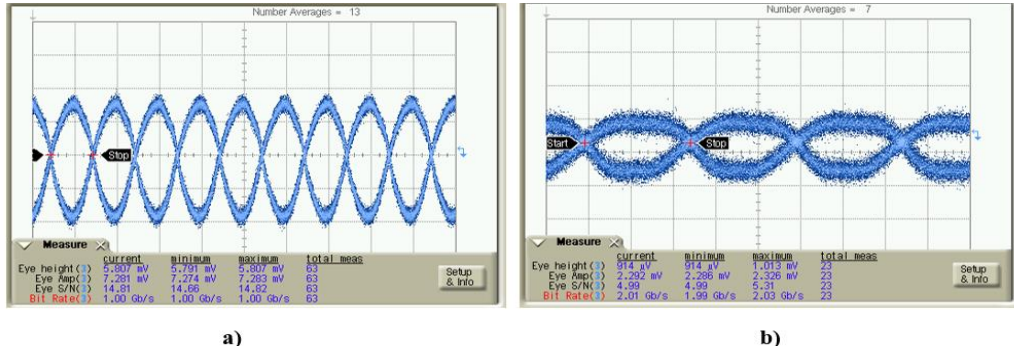 Number Averages = 13
Stop
Measure
current minimum maximum total meas
Eye height(3) 5.807 mV 5.791 mV 5.807 mV 63
Eye Amp(3) 7.281 mV 7.274 mV 7.283 mV 63
Eye S/N(3) 14.81 14.66 14.82 63
Bit Rate(3) 1.00 Gb/s 1.00 Gb/s 1.00 Gb/s 63
Setup
& Info
a)
Number Averages = 7
Start
Stop
Measure
current minimum maximum total meas
Eye height(3) 914 µV 914 µV 1.013 mV 23
Eye Amp(3) 2.292 mV 2.286 mV 2.326 mV 23
Eye S/N(3) 4.99 4.99 5.31 23
Bit Rate(3) 2.01 Gb/s 1.99 Gb/s 2.03 Gb/s 23
Setup
& Info
b)